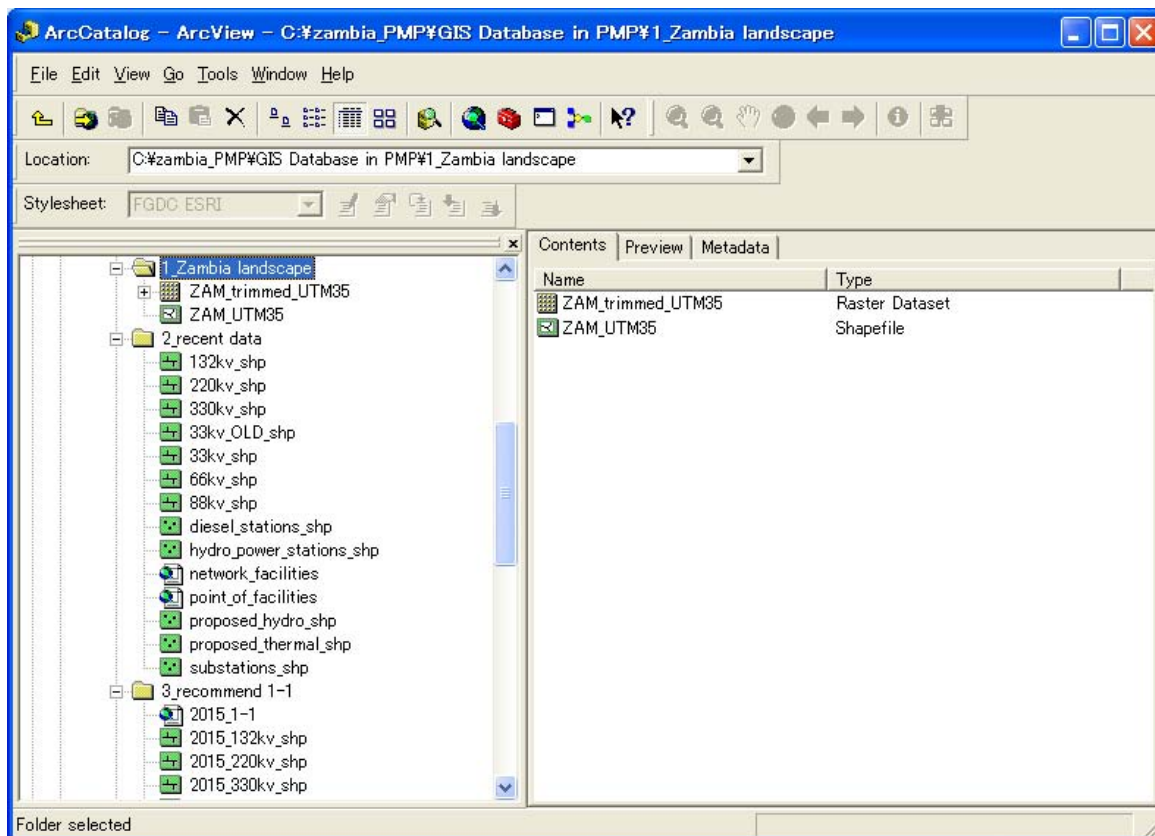 ArcCatalog - ArcView - C:¥zambia_PMP¥GIS Database in PMP¥1_Zambia landscape
File Edit View Go Tools Window Help
Location: C:¥zambia_PMP¥GIS Database in PMP¥1_Zambia landscape
Stylesheet: FGDC ESRI
1_Zambia landscape
ZAM_trimmed_UTM35
ZAM_UTM35
2_recent data
132kv_shp
220kv_shp
330kv_shp
33kv_OLD_shp
33kv_shp
66kv_shp
88kv_shp
diesel_stations_shp
hydro_power_stations_shp
network_facilities
point_of_facilities
proposed_hydro_shp
proposed_thermal_shp
substations_shp
3_recommend 1-1
2015_1-1
2015_132kv_shp
2015_220kv_shp
2015_330kv_shp
Contents Preview Metadata
Name Type
ZAM_trimmed_UTM35 Raster Dataset
ZAM_UTM35 Shapefile
Folder selected